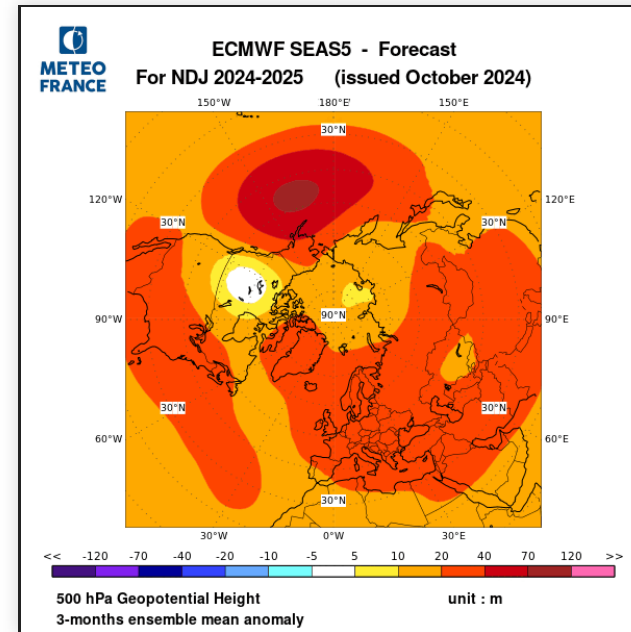 METEO
FRANCE
ECMWF SEAS5 - Forecast
For NDJ 2024-2025 (issued October 2024)
150°W 180°E 150°E
30°N
120°W 120°E
30°N 30°N
90°W 90°N 90°E
30°N 30°N
60°W 60°E
30°N
30°W 0°W 30°E
<< -120 -70 -40 -20 -10 -5 5 10 20 40 70 120 >>
500 hPa Geopotential Height unit : m
3-months ensemble mean anomaly